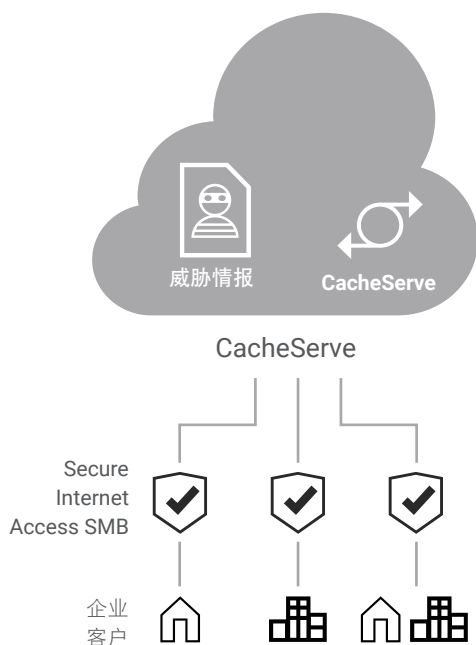 威胁情报
CacheServe
CacheServe
Secure
Internet
Access SMB
企业
客户